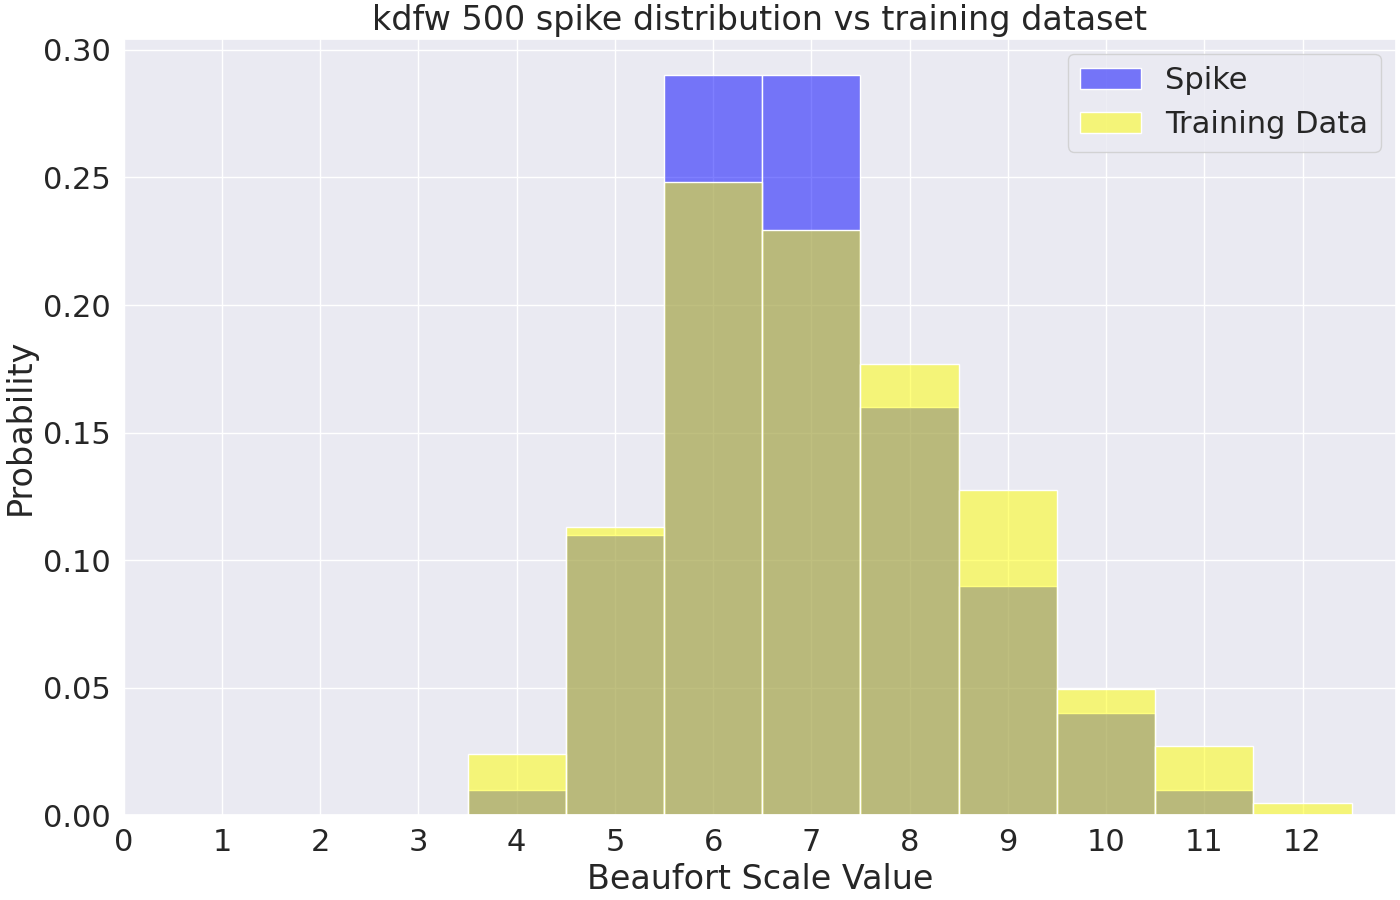 kdfw 500 spike distribution vs training dataset
Spike
Training Data
0.30
0.25
0.20
0.15
0.10
0.05
0.00
Probability
0 1 2 3 4 5 6 7 8 9 10 11 12
Beaufort Scale Value